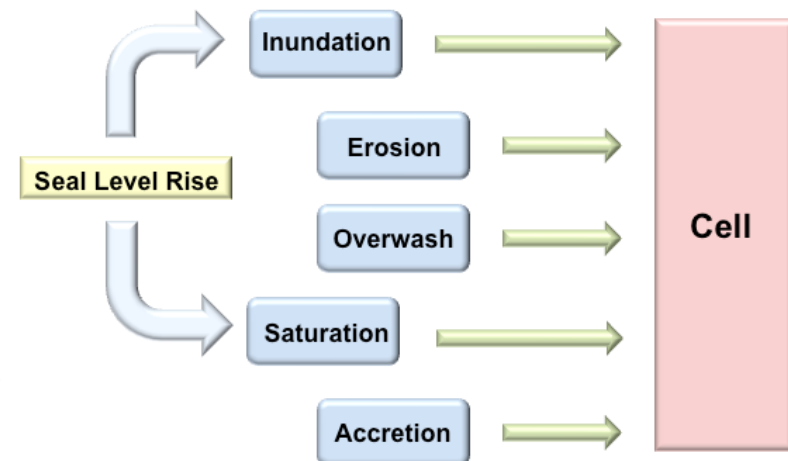 Inundation
Erosion
Seal Level Rise
Overwash
Cell
Saturation
Accretion